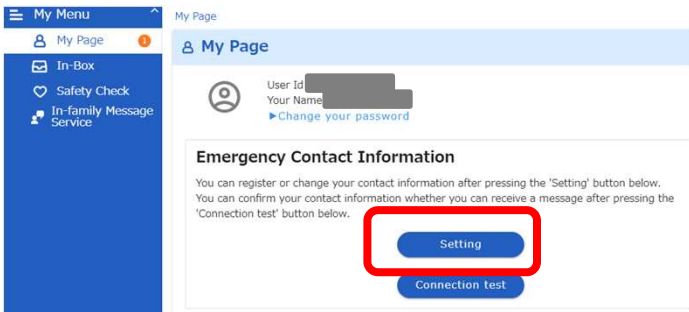 My Menu
My Page 1
In-Box
Safety Check
In-family Message
Service
My Page
My Page
User Id
Your Name
▶Change your password
Emergency Contact Information
You can register or change your contact information after pressing the 'Setting' button below.
You can confirm your contact information whether you can receive a message after pressing the
'Connection test' button below.
Setting
Connection test